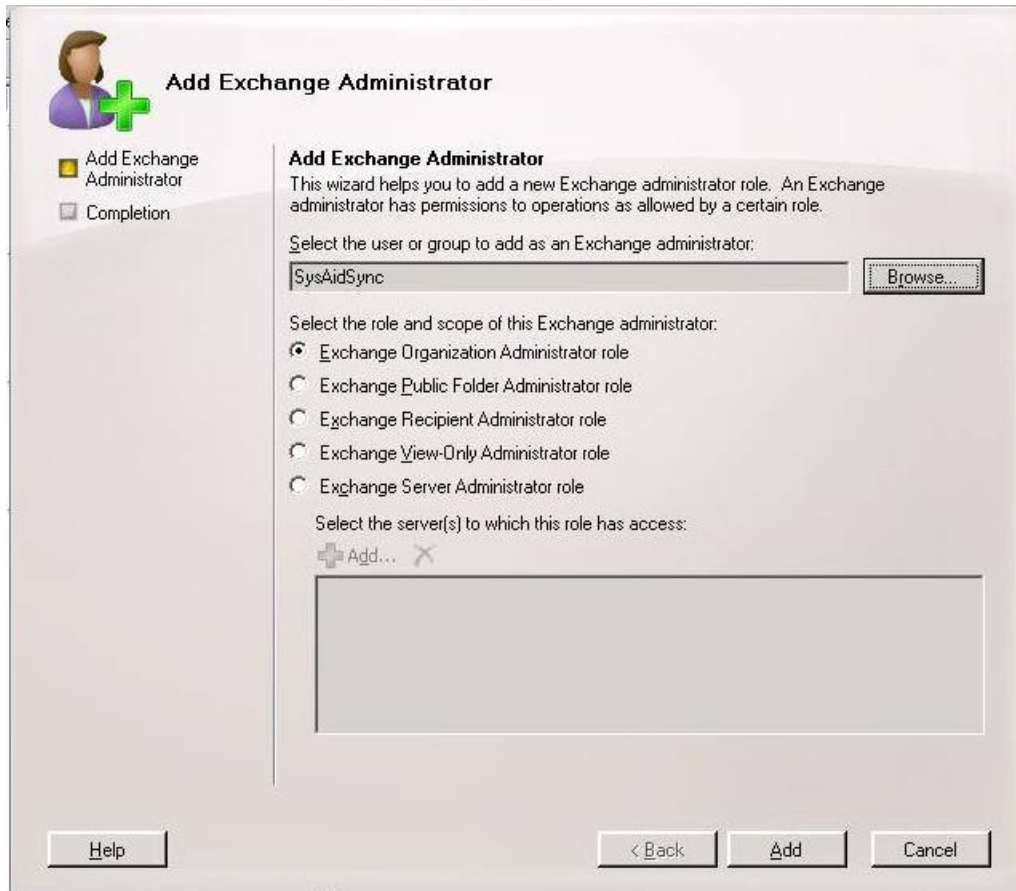 Add Exchange Administrator
Add Exchange
Administrator
Completion
Add Exchange Administrator
This wizard helps you to add a new Exchange administrator role. An Exchange
administrator has permissions to operations as allowed by a certain role.
Select the user or group to add as an Exchange administrator:
SysAidSync
Browse...
Select the role and scope of this Exchange administrator:
Exchange Organization Administrator role
Exchange Public Folder Administrator role
Exchange Recipient Administrator role
Exchange View-Only Administrator role
Exchange Server Administrator role
Select the server(s) to which this role has access:
Add...
Help
< Back
Add
Cancel